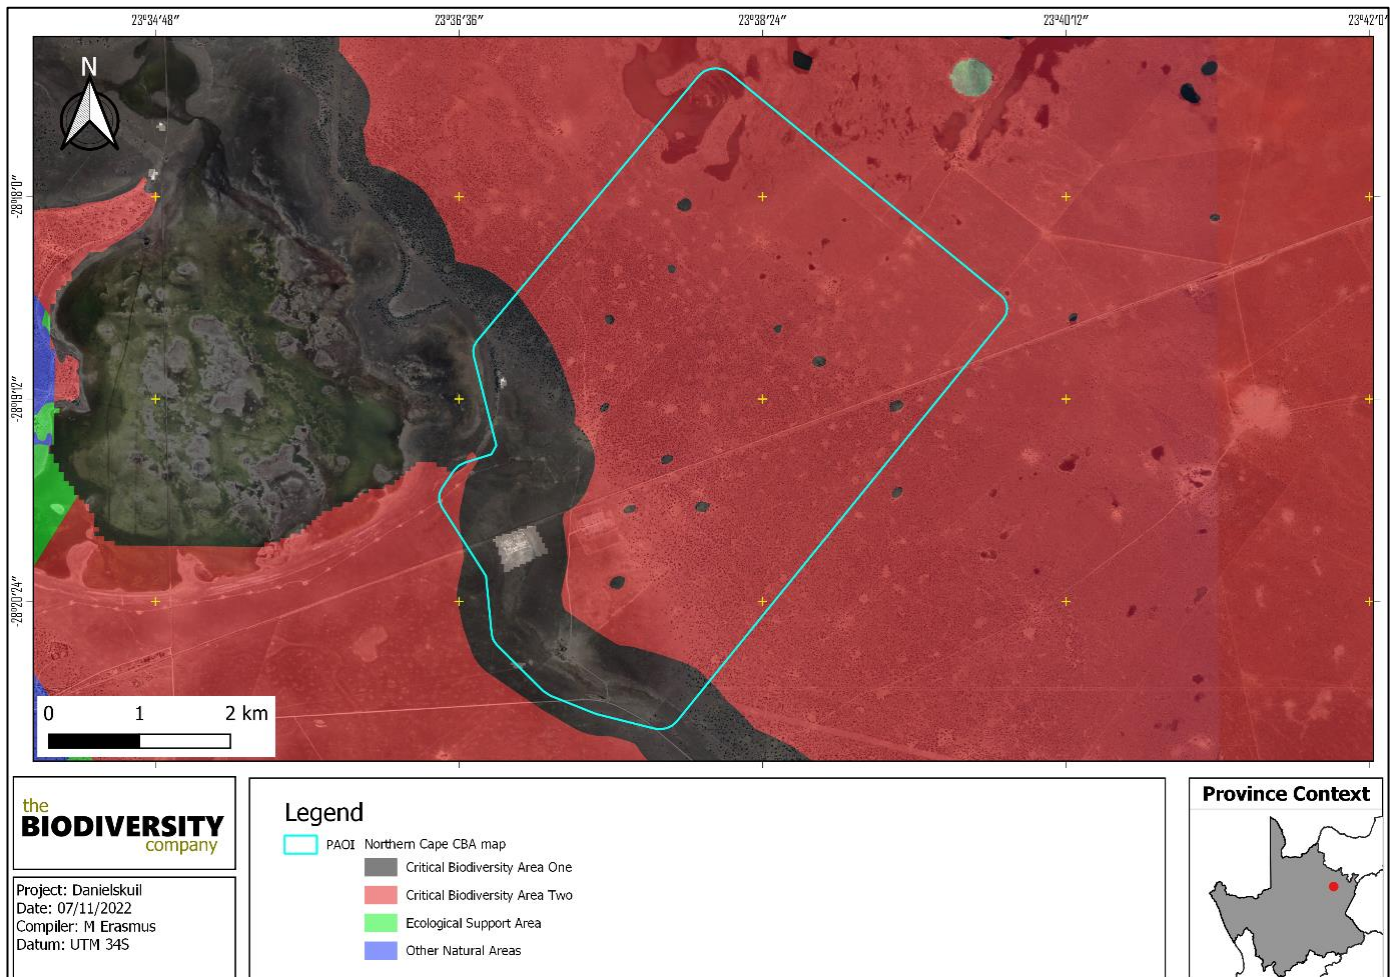 23°34'48" 23°36'36" 23°38'24" 23°40'12" 23°42'0"
N
-28°18'0"
-28°19'12"
-28°20'24"
0 1 2 km
the
BIODIVERSITY
company
Project: Danielskuil
Date: 07/11/2022
Compiler: M Erasmus
Datum: UTM 34S
Legend
PAOI Northern Cape CBA map
Critical Biodiversity Area One
Critical Biodiversity Area Two
Ecological Support Area
Other Natural Areas
Province Context